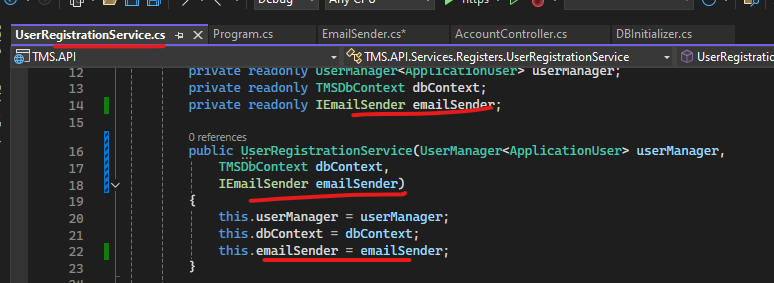 Debug Any CPU https
UserRegistrationService.cs Program.cs EmailSender.cs* AccountController.cs DBInitializer.cs
TMS.API TMS.API.Services.Registers.UserRegistrationService UserRegistratio
12 private readonly UserManager<ApplicationUser> userManager;
13 private readonly TMSDbContext dbContext;
14 private readonly IEmailSender emailSender;
15
0 references
16 public UserRegistrationService(UserManager<ApplicationUser> userManager,
17 TMSDbContext dbContext,
18 IEmailSender emailSender)
19 {
20 this.userManager = userManager;
21 this.dbContext = dbContext;
22 this.emailSender = emailSender;
23 }